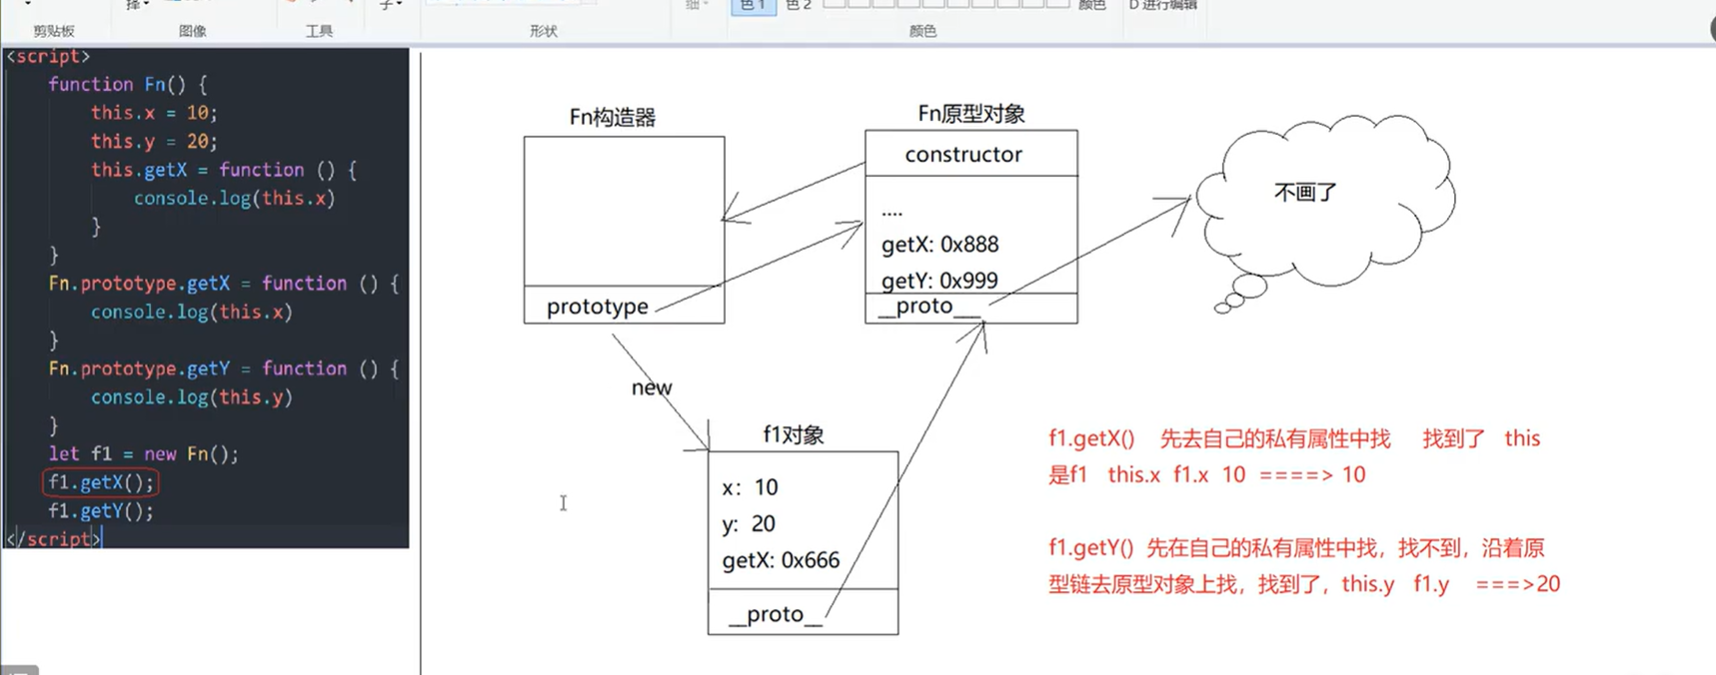 择
子
细
色 1
色 2
颜色
D 进行编辑
剪贴板
图像
工具
形状
颜色
<script>
function Fn() {
this.x = 10;
this.y = 20;
this.getX = function () {
console.log(this.x)
}
}
Fn.prototype.getX = function () {
console.log(this.x)
}
Fn.prototype.getY = function () {
console.log(this.y)
}
let f1 = new Fn();
f1.getX();
f1.getY();
</script>
Fn构造器
prototype
Fn原型对象
constructor
....
getX: 0x888
getY: 0x999
__proto__
不画了
new
f1对象
x: 10
y: 20
getX: 0x666
__proto__
f1.getX() 先去自己的私有属性中找 找到了 this
是f1 this.x f1.x 10 ====> 10
f1.getY() 先在自己的私有属性中找，找不到，沿着原
型链去原型对象上找，找到了，this.y f1.y ===>20